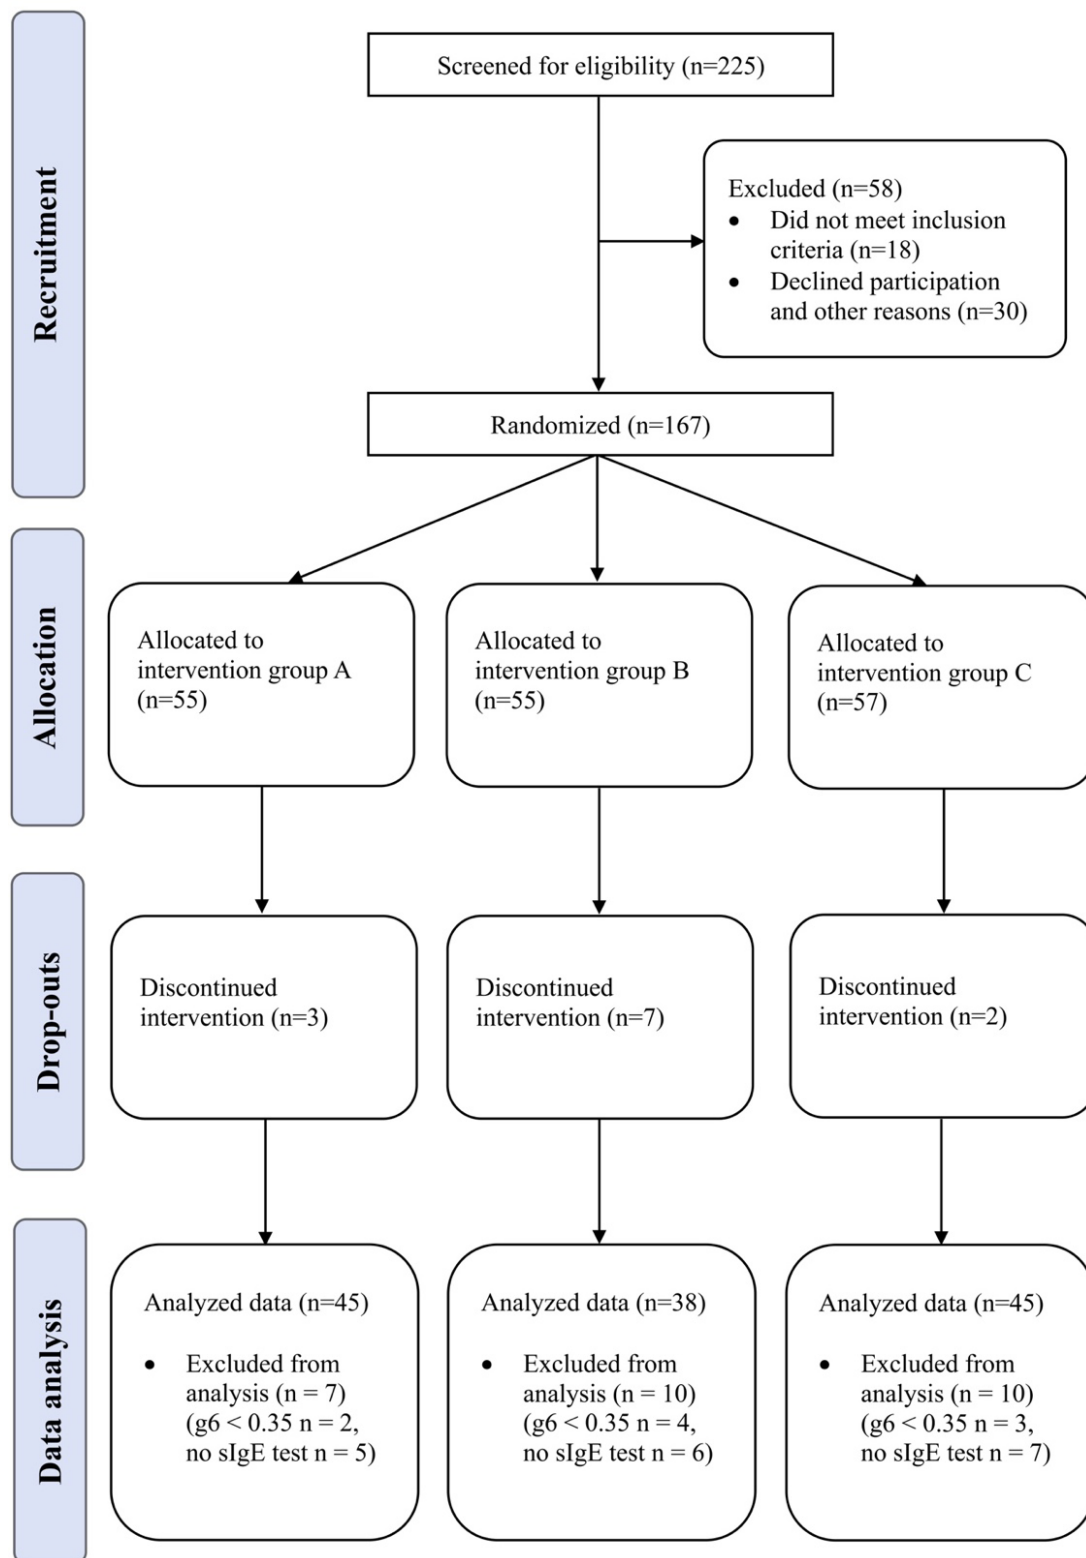 Recruitment
Screened for eligibility (n=225)
Excluded (n=58)
• Did not meet inclusion
criteria (n=18)
• Declined participation
and other reasons (n=30)
Randomized (n=167)
Allocation
Allocated to
intervention group A
(n=55)
Allocated to
intervention group B
(n=55)
Allocated to
intervention group C
(n=57)
Drop-outs
Discontinued
intervention (n=3)
Discontinued
intervention (n=7)
Discontinued
intervention (n=2)
Data analysis
Analyzed data (n=45)
• Excluded from
analysis (n = 7)
(g6 < 0.35 n = 2,
no sIgE test n = 5)
Analyzed data (n=38)
• Excluded from
analysis (n = 10)
(g6 < 0.35 n = 4,
no sIgE test n = 6)
Analyzed data (n=45)
• Excluded from
analysis (n = 10)
(g6 < 0.35 n = 3,
no sIgE test n = 7)